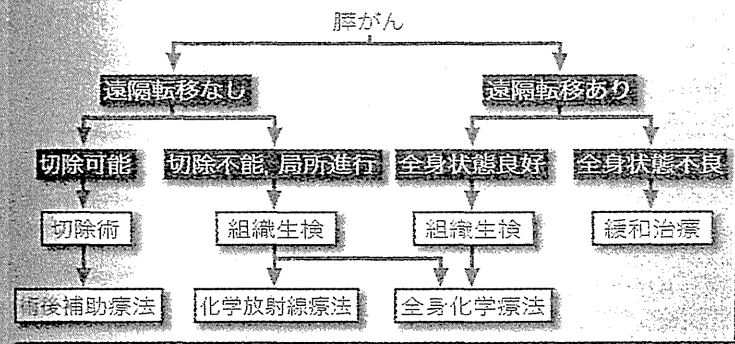 膵がん
遠隔転移なし 遠隔転移あり
切除可能 切除不能、局所進行 全身状態良好 全身状態不良
切除術 組織生検 組織生検 緩和治療
術後補助療法 化学放射線療法 全身化学療法